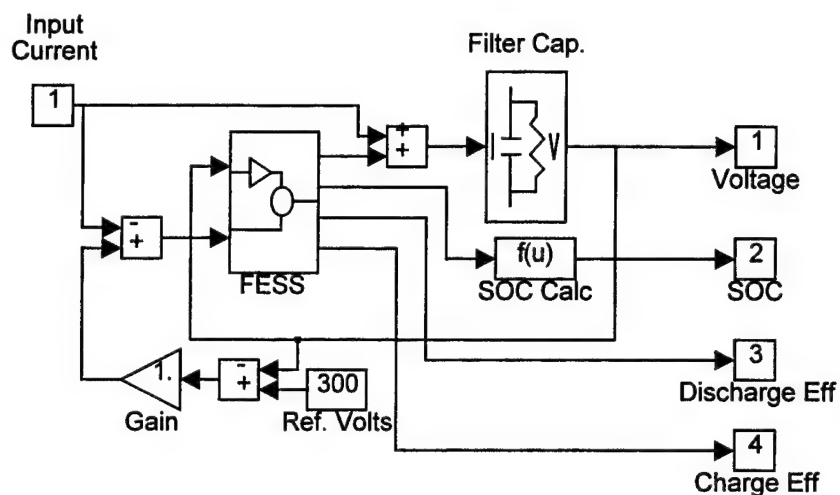 Input
Current
1
Filter Cap.
+
+
I
V
1
Voltage
-
+
FESS
f(u)
SOC Calc
2
SOC
1.
Gain
-
+
300
Ref. Volts
3
Discharge Eff
4
Charge Eff